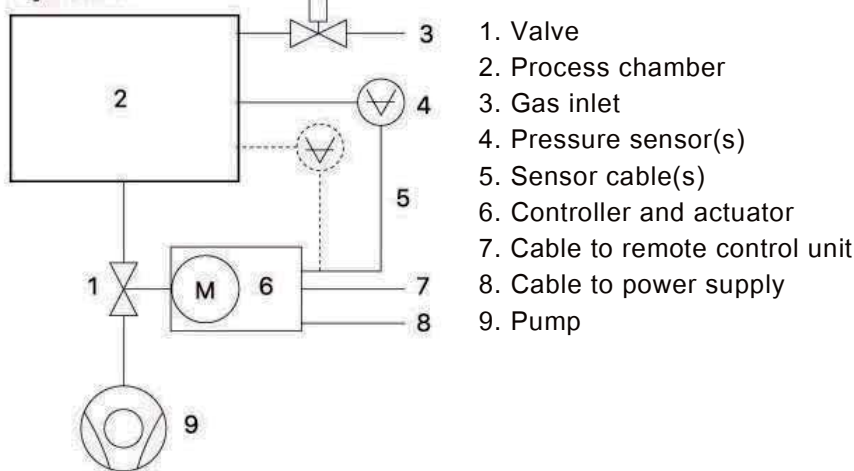 3
2
4
5
1
M
6
7
8
9
1. Valve
2. Process chamber
3. Gas inlet
4. Pressure sensor(s)
5. Sensor cable(s)
6. Controller and actuator
7. Cable to remote control unit
8. Cable to power supply
9. Pump